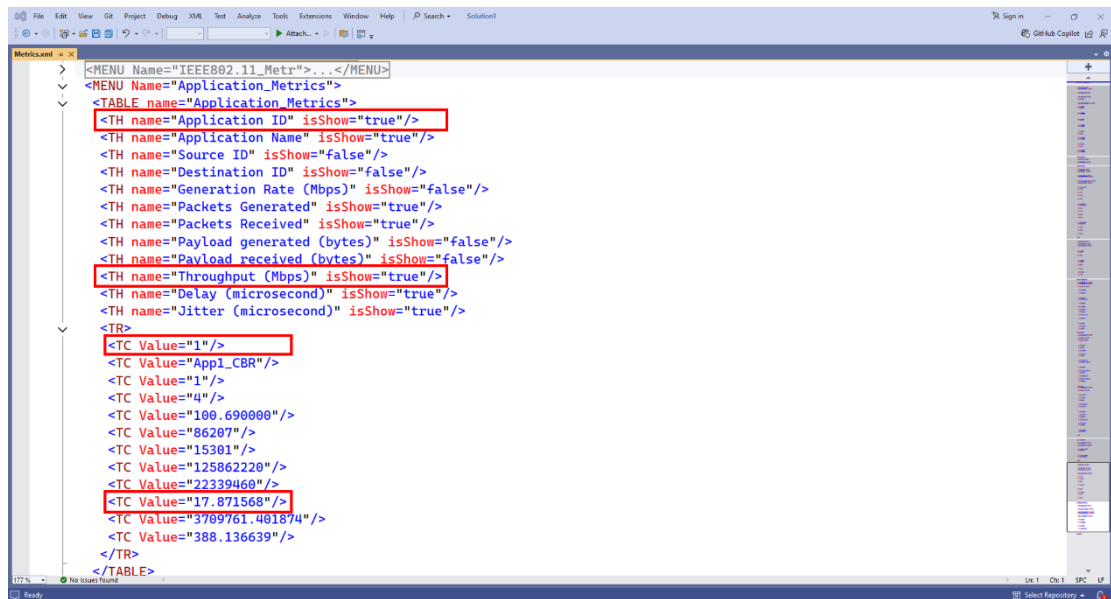 File Edit View Git Project Debug XML Test Analyze Tools Extensions Window Help Search Solution1 Sign in
Attach... GitHub Copilot
Metrics.xml
<MENU Name="IEEE802.11_Metr">...</MENU>
<MENU Name="Application_Metrics">
<TABLE name="Application_Metrics">
<TH name="Application ID" isShow="true"/>
<TH name="Application Name" isShow="true"/>
<TH name="Source ID" isShow="false"/>
<TH name="Destination ID" isShow="false"/>
<TH name="Generation Rate (Mbps)" isShow="false"/>
<TH name="Packets Generated" isShow="true"/>
<TH name="Packets Received" isShow="true"/>
<TH name="Payload generated (bytes)" isShow="false"/>
<TH name="Payload received (bytes)" isShow="false"/>
<TH name="Throughput (Mbps)" isShow="true"/>
<TH name="Delay (microsecond)" isShow="true"/>
<TH name="Jitter (microsecond)" isShow="true"/>
<TR>
<TC Value="1"/>
<TC Value="App1_CBR"/>
<TC Value="1"/>
<TC Value="4"/>
<TC Value="100.690000"/>
<TC Value="86207"/>
<TC Value="15301"/>
<TC Value="125862220"/>
<TC Value="22339460"/>
<TC Value="17.871568"/>
<TC Value="3709761.401874"/>
<TC Value="388.136639"/>
</TR>
</TABLE>
177 % No issues found Ln: 1 Ch: 1 SPC LF
Ready Select Repository